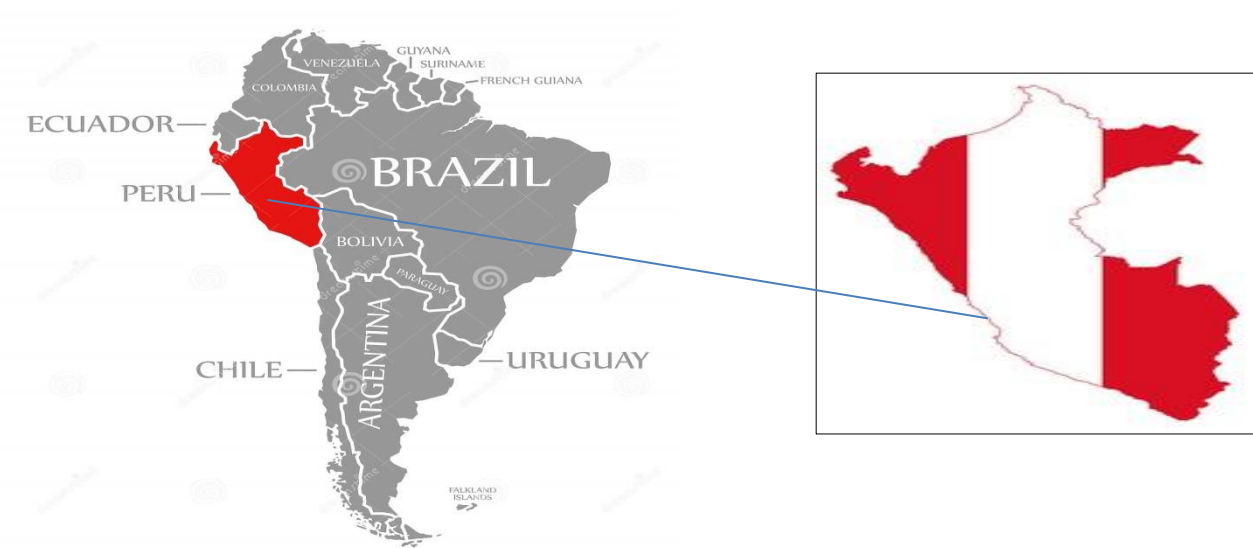 GUYANA
VENEZUELA
SURINAME
FRENCH GUIANA
COLOMBIA
ECUADOR
BRAZIL
PERU
BOLIVIA
PARAGUAY
ARGENTINA
CHILE
URUGUAY
FALKLAND
ISLANDS